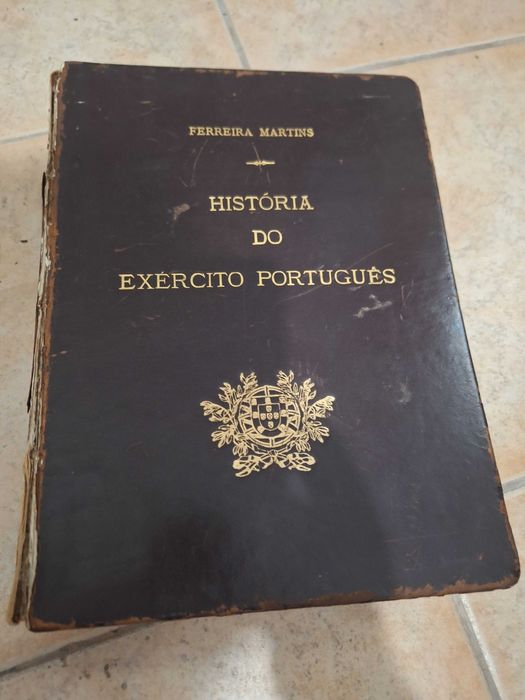 FERREIRA MARTINS
HISTÓRIA
DO
EXÉRCITO PORTUGUÊS